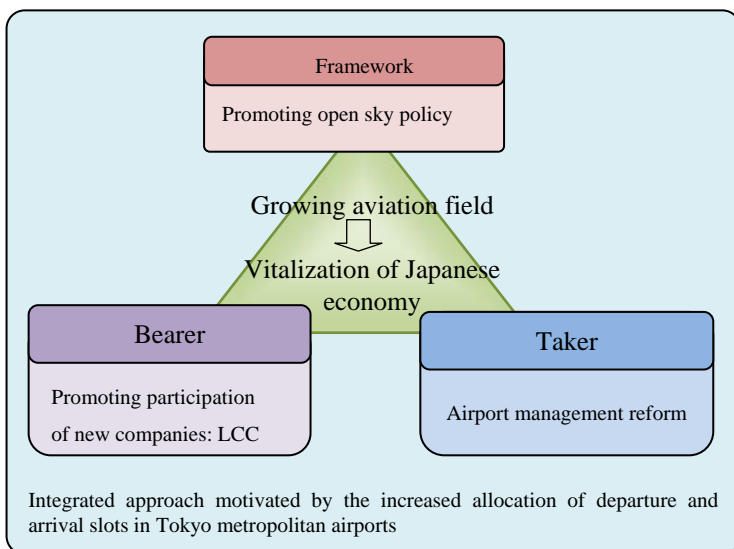 Framework
Promoting open sky policy
Growing aviation field
Vitalization of Japanese
economy
Bearer
Promoting participation
of new companies: LCC
Taker
Airport management reform
Integrated approach motivated by the increased allocation of departure and
arrival slots in Tokyo metropolitan airports